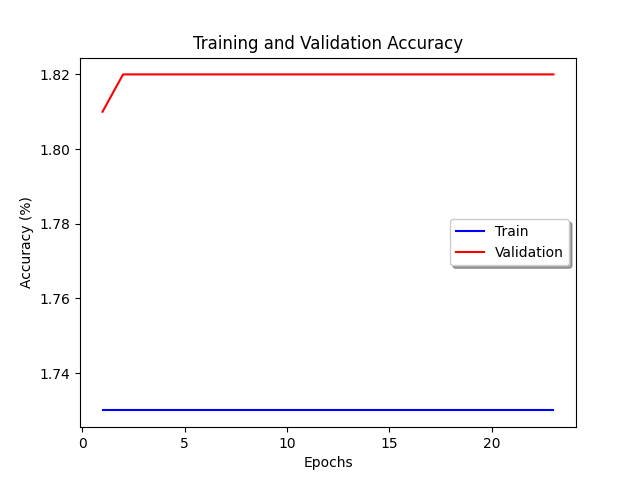 Training and Validation Accuracy
Accuracy (%)
1.82
1.80
1.78
1.76
1.74
Train
Validation
0 5 10 15 20
Epochs